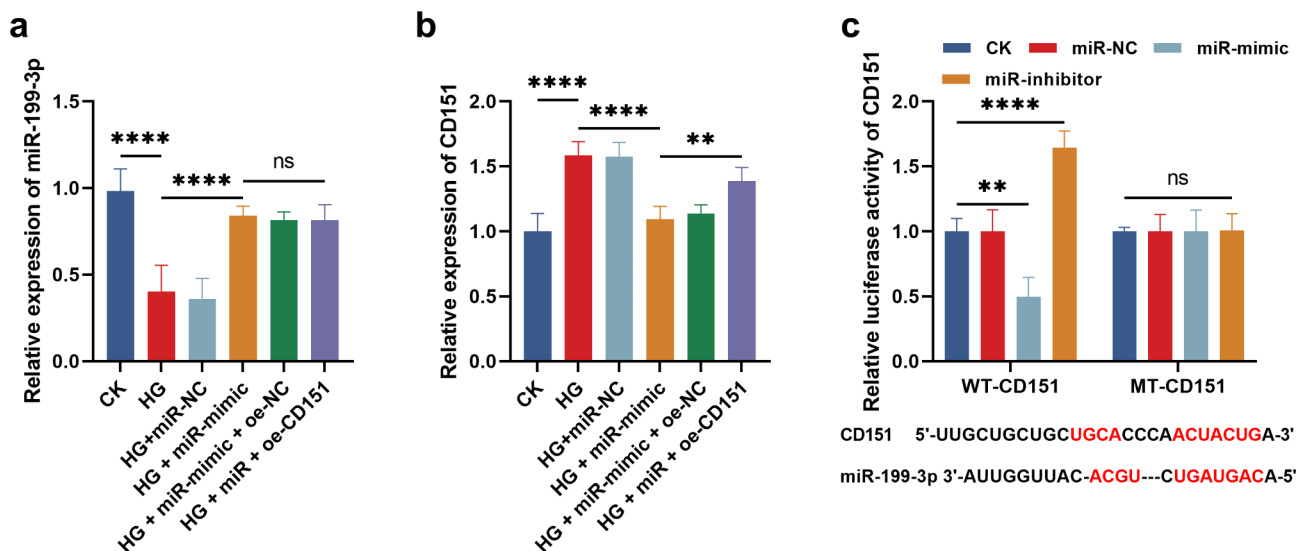 a
Relative expression of miR-199-3p
1.5
1.0
0.5
0.0
****
****
ns
CK
HG
HG+miR-NC
HG + miR-mimic
HG + miR-mimic + oe-NC
HG + miR + oe-CD151
b
Relative expression of CD151
2.0
1.5
1.0
0.5
0.0
****
****
**
CK
HG
HG+miR-NC
HG + miR-mimic
HG + miR-mimic + oe-NC
HG + miR + oe-CD151
c
CK miR-NC miR-mimic
miR-inhibitor
Relative luciferase activity of CD151
2.0
1.5
1.0
0.5
0.0
****
**
ns
WT-CD151 MT-CD151
CD151 5'-UUGCUGCUGCUGCACCCAACUACUGA-3'
miR-199-3p 3'-AUUGGUUAC-ACGU---CUGAUGACA-5'